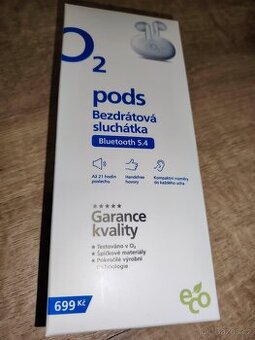 O2
pods
Bezdrátová
sluchátka
Bluetooth 5.4
Až 21 hodin
poslechu
Handsfree
hovory
Kompaktní rozměry
do každého ucha
Garance
kvality
Testováno v O2
Špičkové materiály
Pokročilé výrobní
technologie
699 Kč
eco